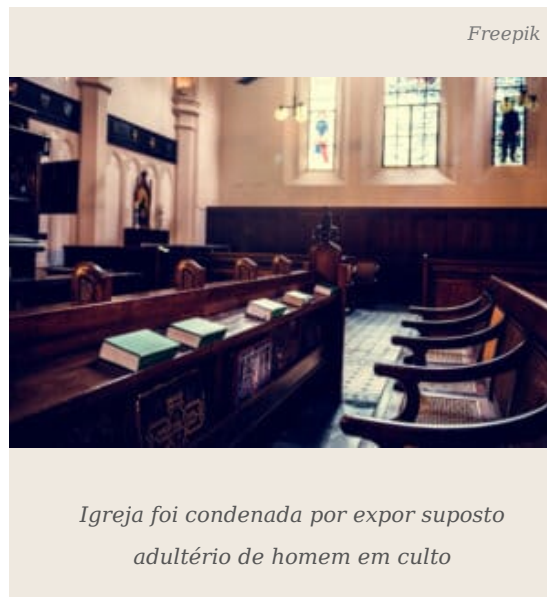 Freepik
Igreja foi condenada por expor suposto
adultério de homem em culto